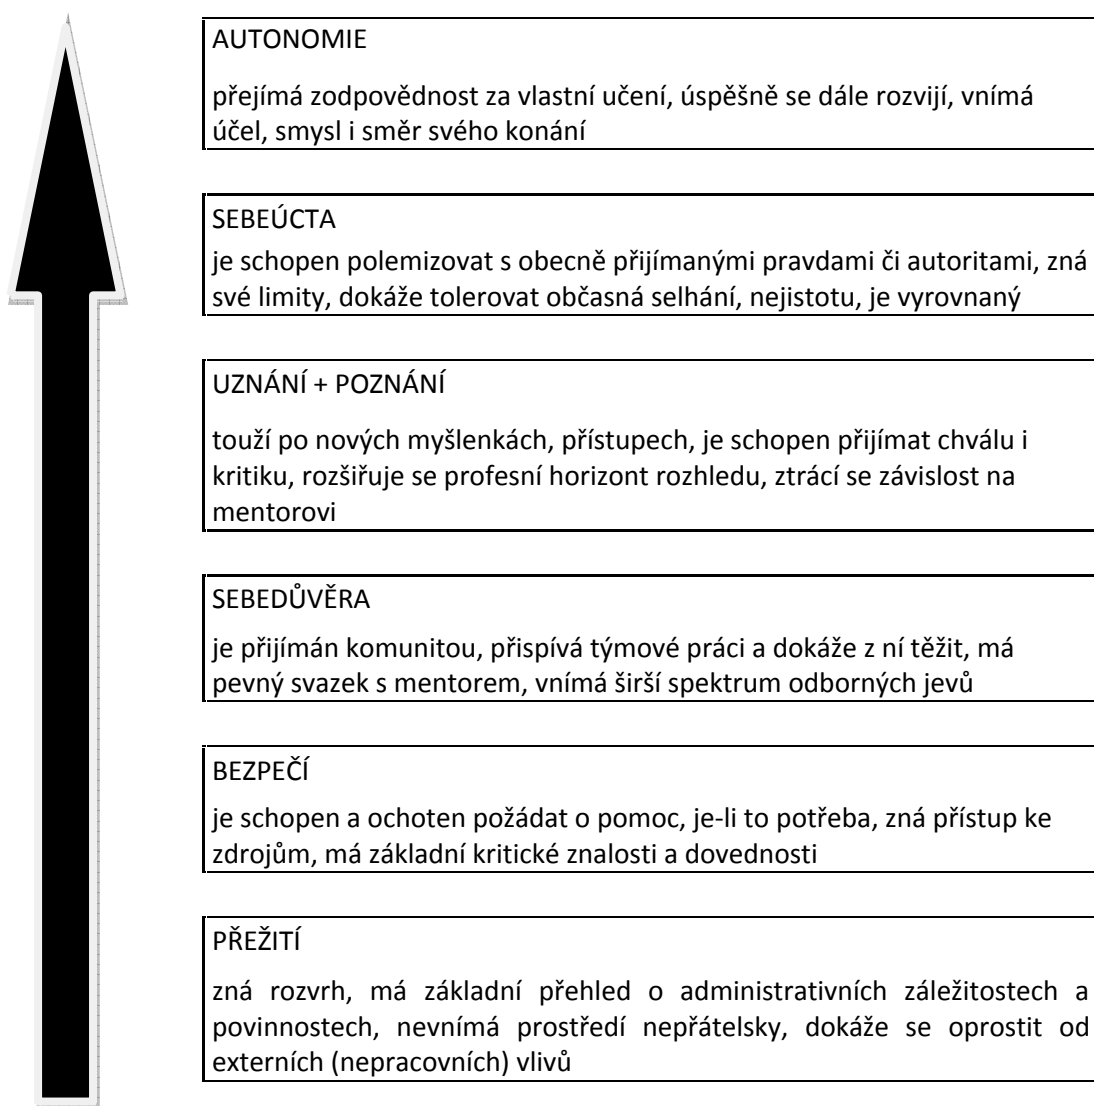 AUTONOMIE
přejímá zodpovědnost za vlastní učení, úspěšně se dále rozvijí, vnímá
účel, smysl i směr svého konání
SEBEÚCTA
je schopen polemizovat s obecně přijímanými pravdami či autoritami, zná
své limity, dokáže tolerovat občasná selhání, nejistotu, je vyrovnaný
UZNÁNÍ + POZNÁNÍ
touží po nových myšlenkách, přístupech, je schopen přijímat chválu i
kritiku, rozšiřuje se profesní horizont rozhledu, ztrácí se závislost na
mentorovi
SEBEDŮVĚRA
je přijímán komunitou, přispívá týmové práci a dokáže z ní těžit, má
pevný svazek s mentorem, vnímá širší spektrum odborných jevů
BEZPEČÍ
je schopen a ochoten požádat o pomoc, je-li to potřeba, zná přístup ke
zdrojům, má základní kritické znalosti a dovednosti
PŘEŽITÍ
zná rozvrh, má základní přehled o administrativních záležitostech a
povinnostech, nevnímá prostředí nepřátelsky, dokáže se oprostit od
externích (nepracovních) vlivů